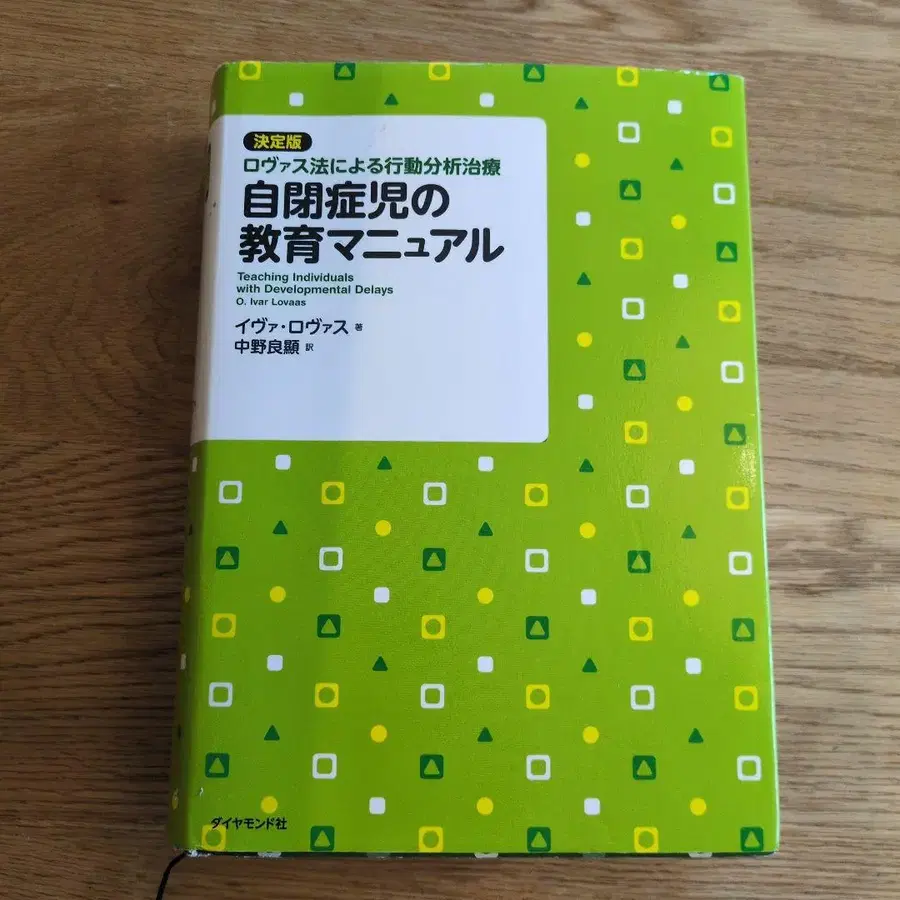 決定版
ロヴァス法による行動分析治療
自閉症児の
教育マニュアル
Teaching Individuals
with Developmental Delays
O. Ivar Lovaas
イヴァ・ロヴァス 著
中野良顯 訳
ダイヤモンド社